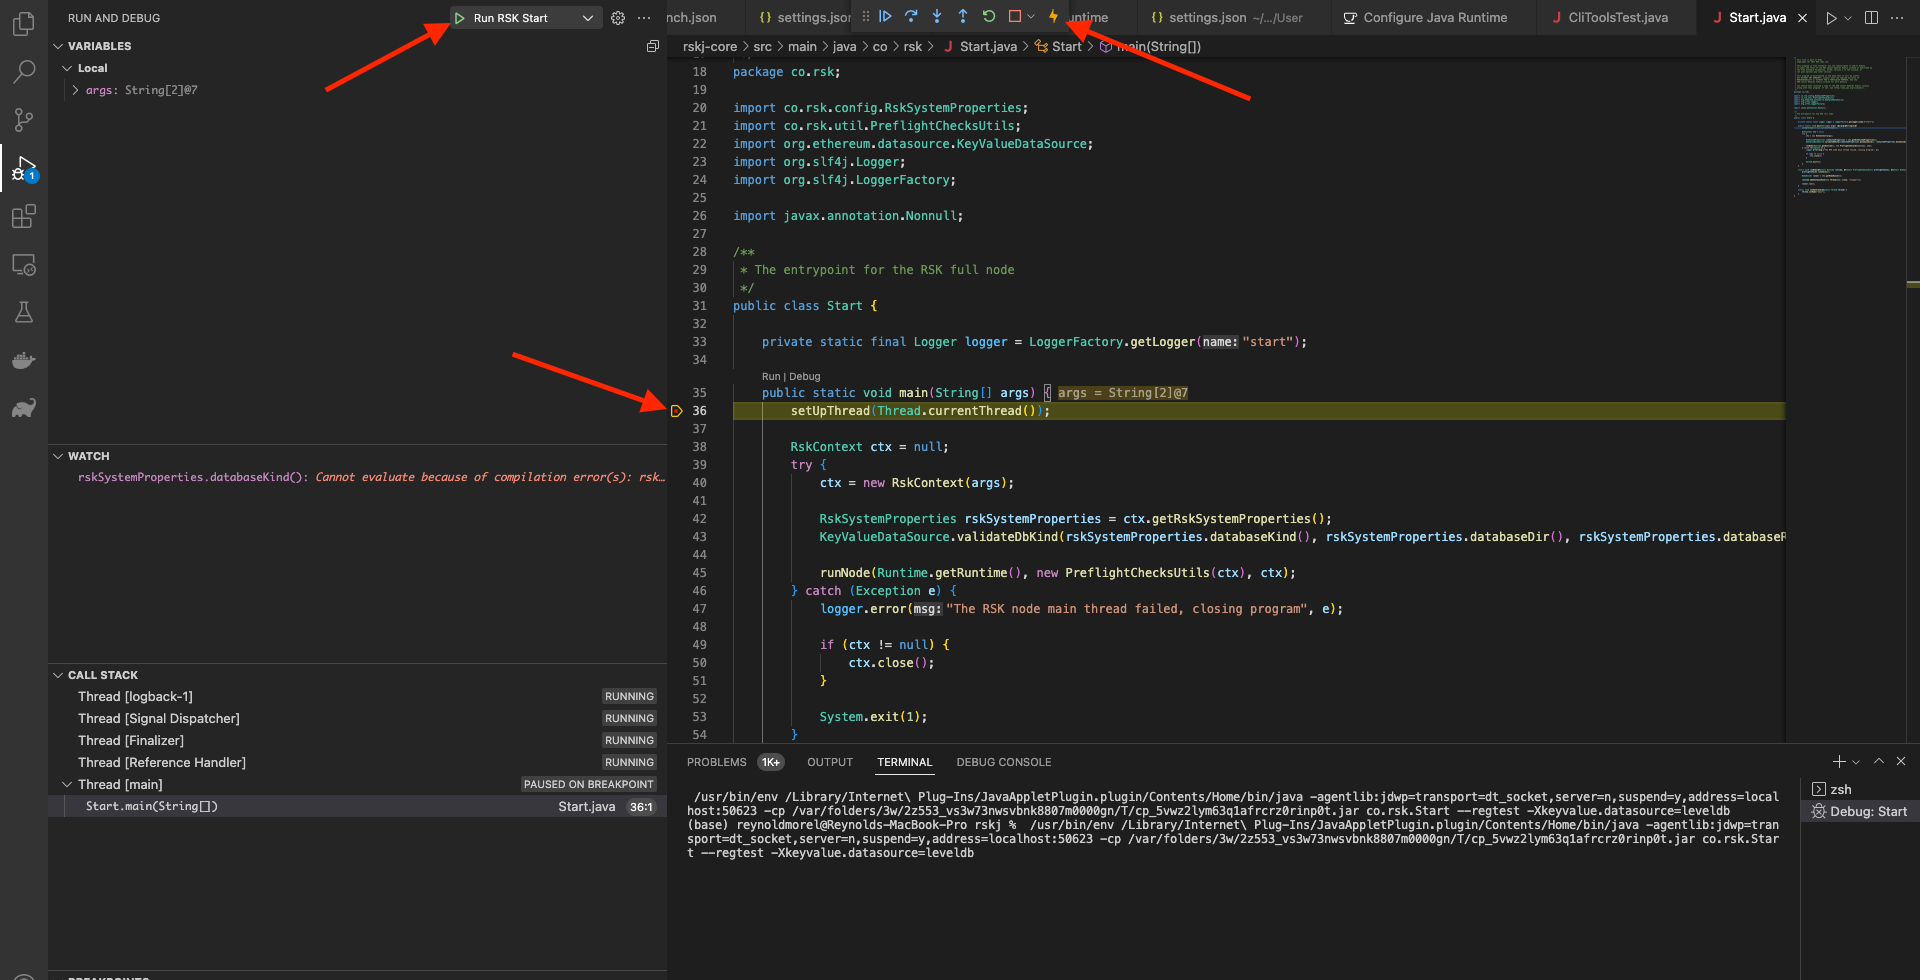 RUN AND DEBUG
Run RSK Start
nch.json
settings.json
untime
settings.json ~/.../User
Configure Java Runtime
CliToolsTest.java
Start.java
VARIABLES
Local
args: String[2]@7
rskj-core > src > main > java > co > rsk > Start.java > Start > main(String[])
18 package co.rsk;
19
20 import co.rsk.config.RskSystemProperties;
21 import co.rsk.util.PreflightChecksUtils;
22 import org.ethereum.datasource.KeyValueDataSource;
23 import org.slf4j.Logger;
24 import org.slf4j.LoggerFactory;
25
26 import javax.annotation.Nonnull;
27
28 /**
29 * The entrypoint for the RSK full node
30 */
31 public class Start {
32
33 private static final Logger logger = LoggerFactory.getLogger(name: "start");
34
Run | Debug
35 public static void main(String[] args) { args = String[2]@7
36 setUpThread(Thread.currentThread());
37
38 RskContext ctx = null;
39 try {
40 ctx = new RskContext(args);
41
42 RskSystemProperties rskSystemProperties = ctx.getRskSystemProperties();
43 KeyValueDataSource.validateDbKind(rskSystemProperties.databaseKind(), rskSystemProperties.databaseDir(), rskSystemProperties.databaseR
44
45 runNode(Runtime.getRuntime(), new PreflightChecksUtils(ctx), ctx);
46 } catch (Exception e) {
47 logger.error(msg: "The RSK node main thread failed, closing program", e);
48
49 if (ctx != null) {
50 ctx.close();
51 }
52
53 System.exit(1);
54 }
1
WATCH
rskSystemProperties.databaseKind(): Cannot evaluate because of compilation error(s): rsk…
CALL STACK
Thread [logback-1] RUNNING
Thread [Signal Dispatcher] RUNNING
Thread [Finalizer] RUNNING
Thread [Reference Handler] RUNNING
Thread [main] PAUSED ON BREAKPOINT
Start.main(String[]) Start.java 36:1
BREAKPOINTS
PROBLEMS 1K+ OUTPUT TERMINAL DEBUG CONSOLE
/usr/bin/env /Library/Internet\ Plug-Ins/JavaAppletPlugin.plugin/Contents/Home/bin/java -agentlib:jdwp=transport=dt_socket,server=n,suspend=y,address=local
host:50623 -cp /var/folders/3w/2z553_vs3w73nwsvbnk8807m0000gn/T/cp_5vwz2lym63q1afrcrz0rinp0t.jar co.rsk.Start --regtest -Xkeyvalue.datasource=leveldb
(base) reynoldmorel@Reynolds-MacBook-Pro rskj % /usr/bin/env /Library/Internet\ Plug-Ins/JavaAppletPlugin.plugin/Contents/Home/bin/java -agentlib:jdwp=tran
sport=dt_socket,server=n,suspend=y,address=localhost:50623 -cp /var/folders/3w/2z553_vs3w73nwsvbnk8807m0000gn/T/cp_5vwz2lym63q1afrcrz0rinp0t.jar co.rsk.Star
t --regtest -Xkeyvalue.datasource=leveldb
zsh
Debug: Start